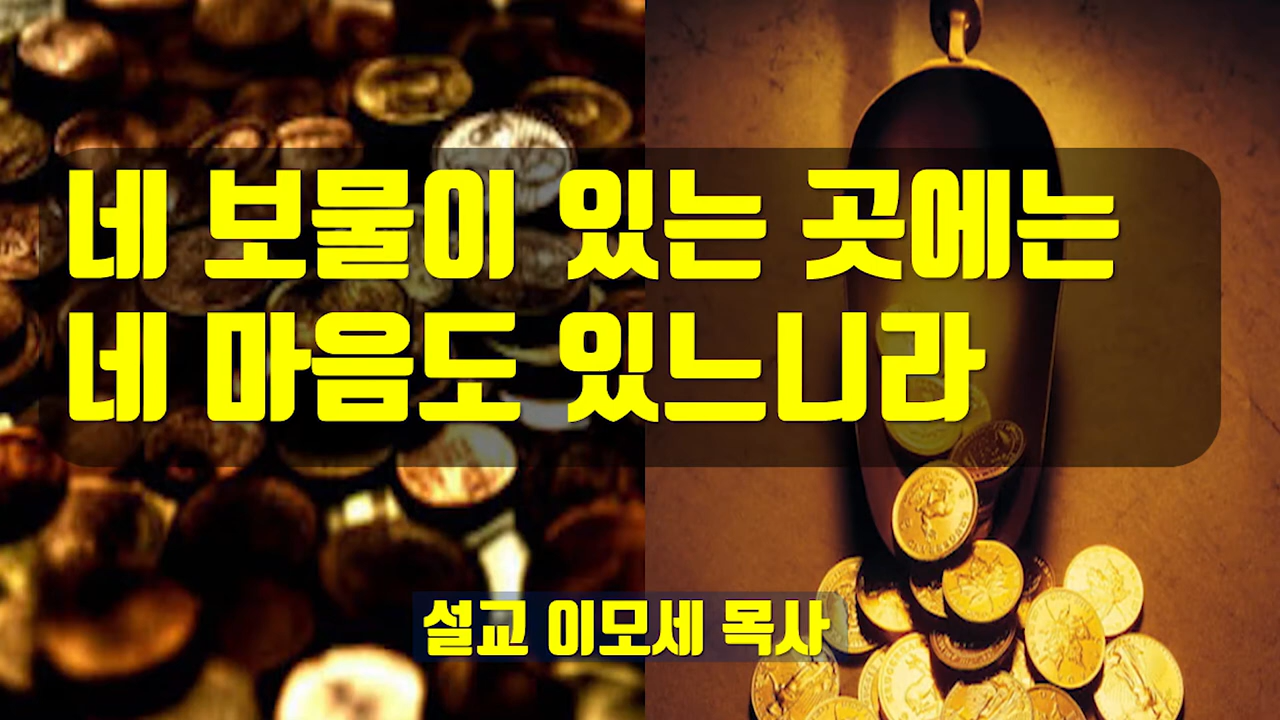 네 보물이 있는 곳에는
네 마음도 있느니라
설교 이모세 목사